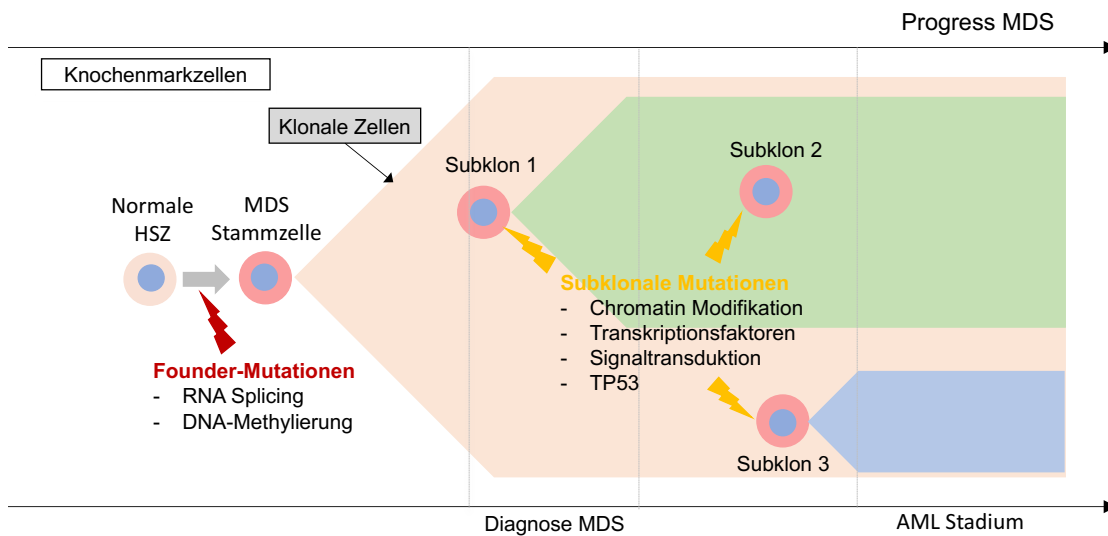 Progress MDS
Knochenmarkzellen
Klonale Zellen
Subklon 1
Subklon 2
Normale
HSZ
MDS
Stammzelle
Subklonale Mutationen
- Chromatin Modifikation
- Transkriptionsfaktoren
- Signaltransduktion
- TP53
Founder-Mutationen
- RNA Splicing
- DNA-Methylierung
Subklon 3
Diagnose MDS
AML Stadium